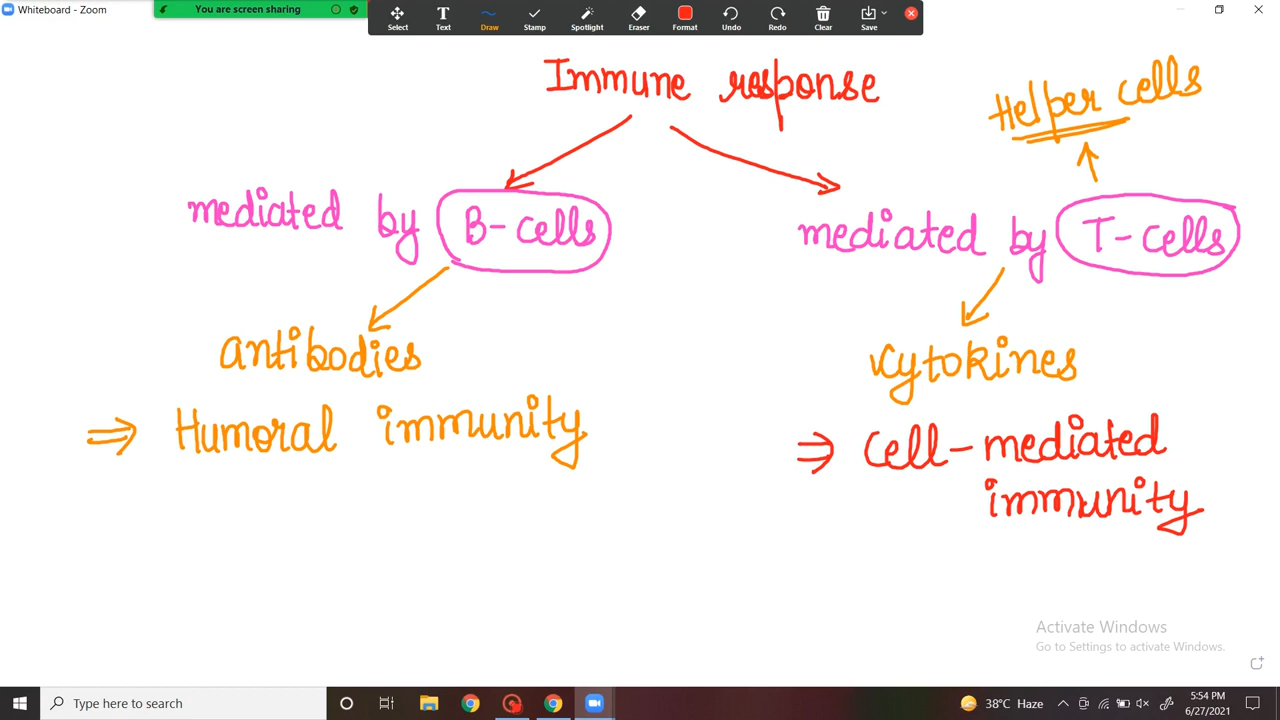 Whiteboard - Zoom
You are screen sharing
Select Text Draw Stamp Spotlight Eraser Format Undo Redo Clear Save
Immune response
Helper cells
mediated by B-cells
mediated by T-cells
Antibodies
Cytokines
⇒ Humoral immunity
⇒ Cell-mediated
immunity
Activate Windows
Go to Settings to activate Windows.
Type here to search
38°C Haze
5:54 PM
6/27/2021